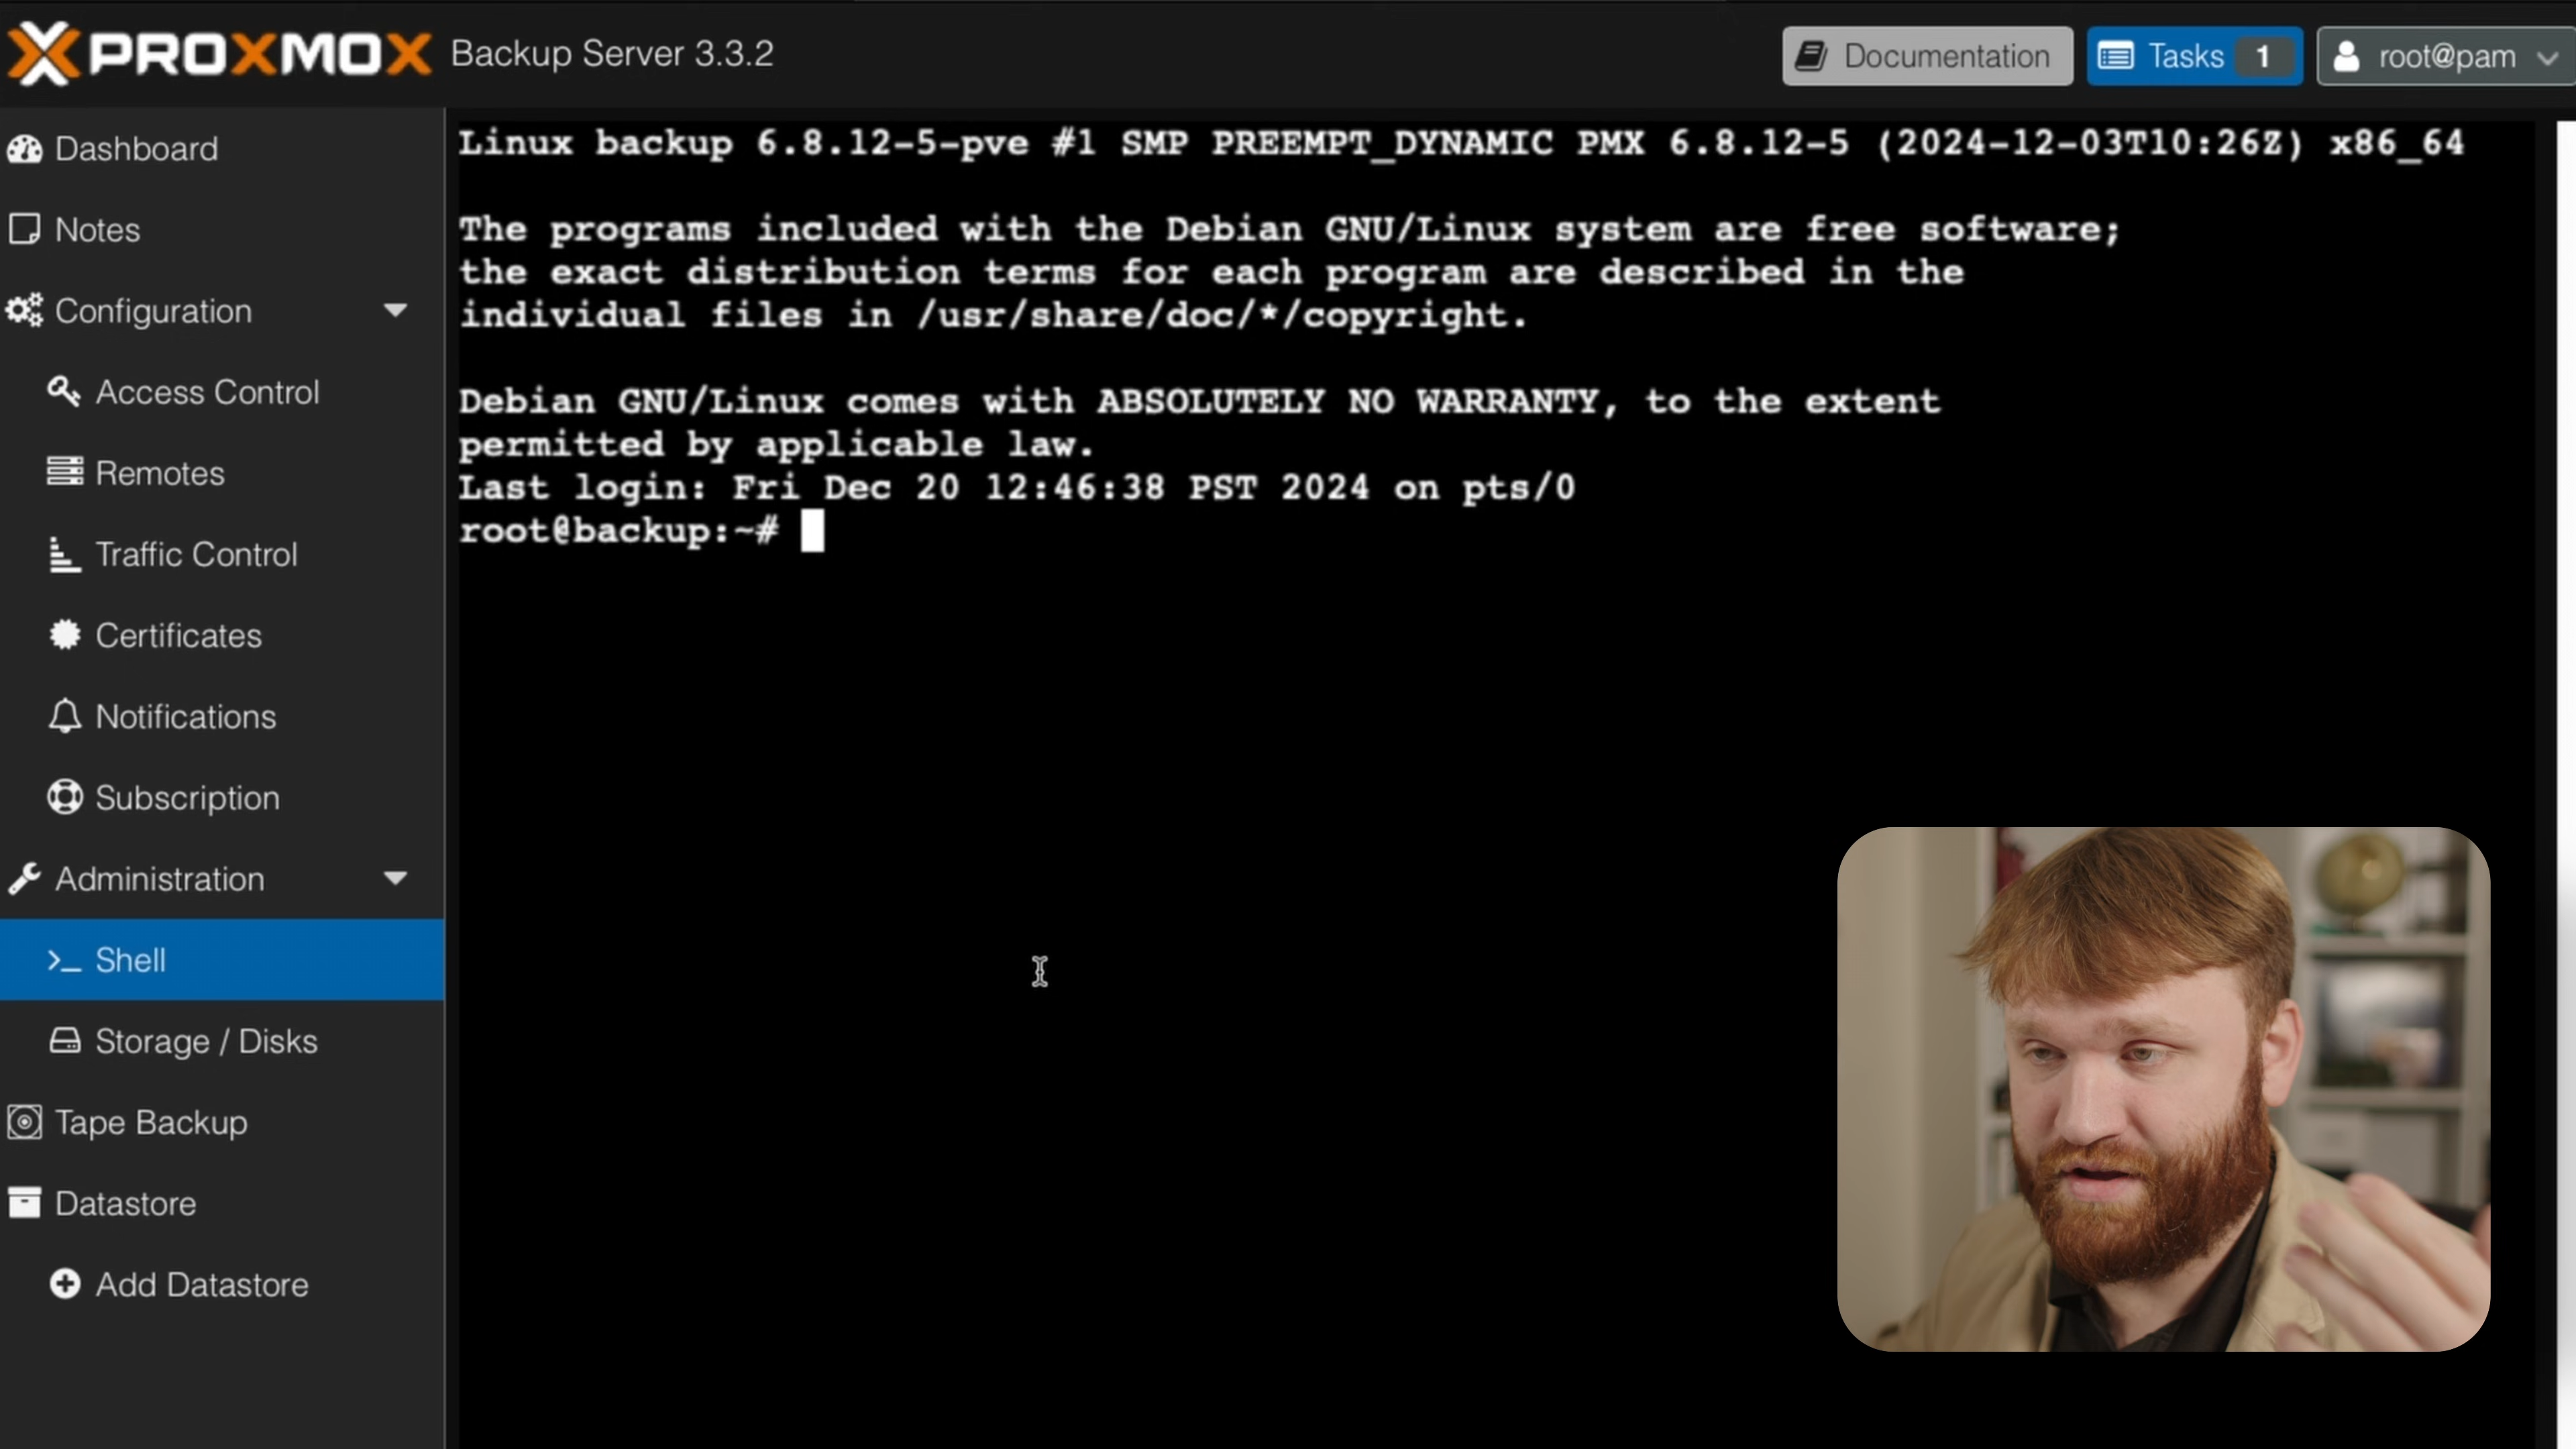 PROXMOX Backup Server 3.3.2
Documentation
Tasks 1
root@pam
Dashboard
Notes
Configuration
Access Control
Remotes
Traffic Control
Certificates
Notifications
Subscription
Administration
>_ Shell
Storage / Disks
Tape Backup
Datastore
Add Datastore
Linux backup 6.8.12-5-pve #1 SMP PREEMPT_DYNAMIC PMX 6.8.12-5 (2024-12-03T10:26Z) x86_64
The programs included with the Debian GNU/Linux system are free software;
the exact distribution terms for each program are described in the
individual files in /usr/share/doc/*/copyright.
Debian GNU/Linux comes with ABSOLUTELY NO WARRANTY, to the extent
permitted by applicable law.
Last login: Fri Dec 20 12:46:38 PST 2024 on pts/0
root@backup:~#